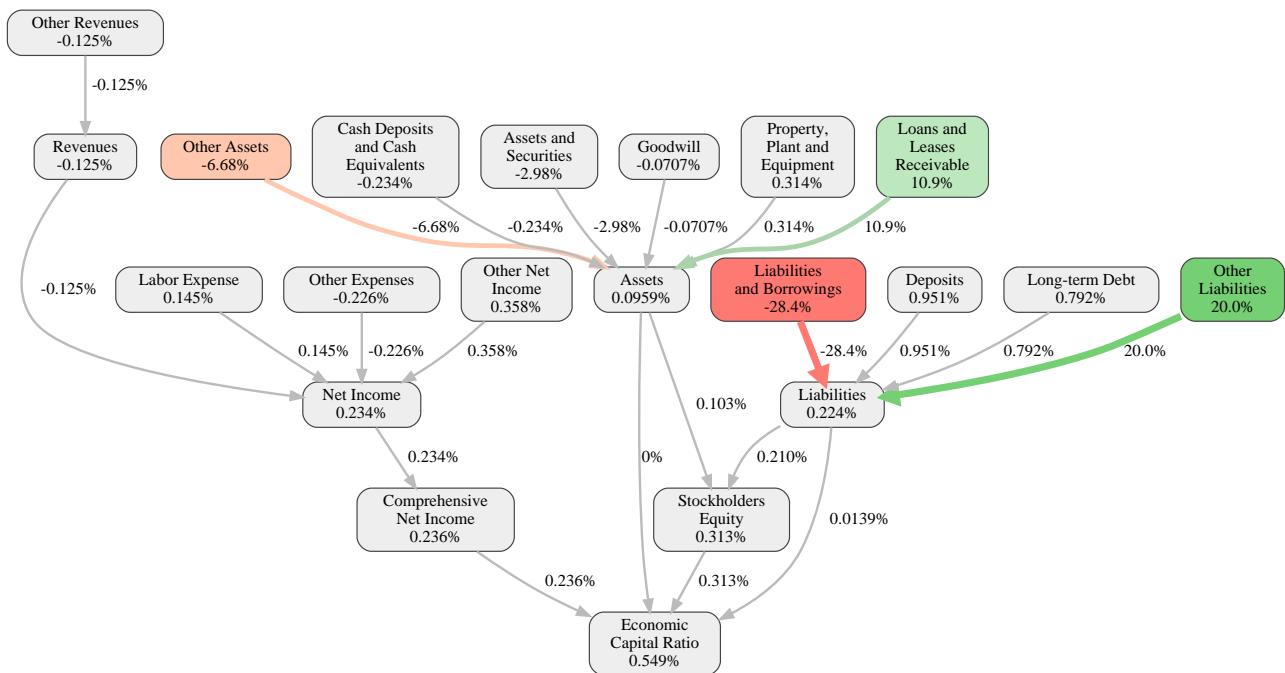 Other Revenues
-0.125%
-0.125%
Revenues
-0.125%
Other Assets
-6.68%
Cash Deposits
and Cash
Equivalents
-0.234%
Assets and
Securities
-2.98%
Goodwill
-0.0707%
Property,
Plant and
Equipment
0.314%
Loans and
Leases
Receivable
10.9%
-6.68%
-0.234%
-2.98%
-0.0707%
0.314%
10.9%
-0.125%
Labor Expense
0.145%
Other Expenses
-0.226%
Other Net
Income
0.358%
Assets
0.0959%
Liabilities
and Borrowings
-28.4%
Deposits
0.951%
Long-term Debt
0.792%
Other
Liabilities
20.0%
0.145%
-0.226%
0.358%
-28.4%
0.951%
0.792%
20.0%
Net Income
0.234%
0.103%
Liabilities
0.224%
0.234%
0%
0.210%
Comprehensive
Net Income
0.236%
Stockholders
Equity
0.313%
0.0139%
0.236%
0.313%
Economic
Capital Ratio
0.549%